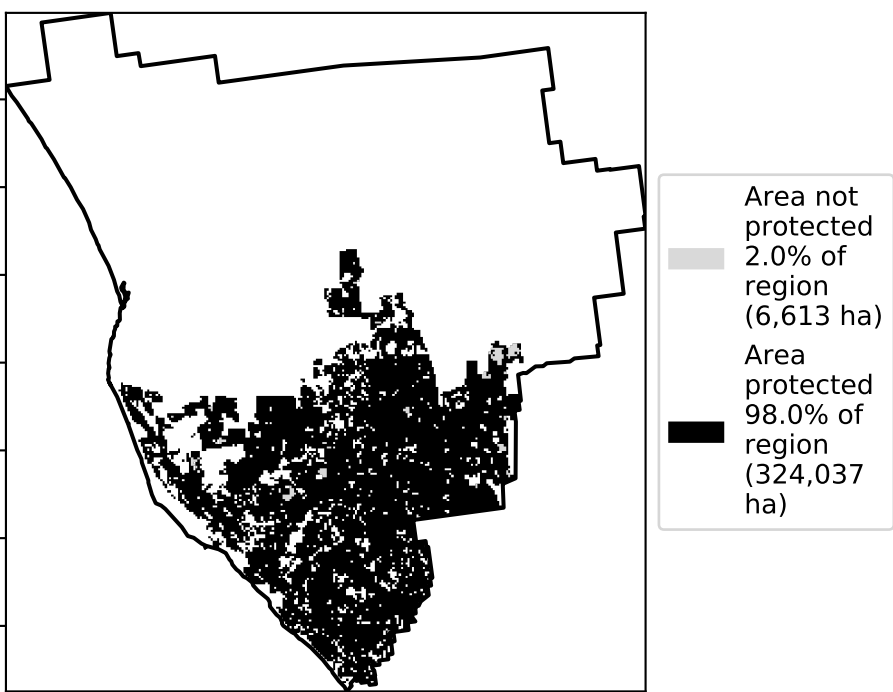 Area not
protected
2.0% of
region
(6,613 ha)
Area
protected
98.0% of
region
(324,037
ha)